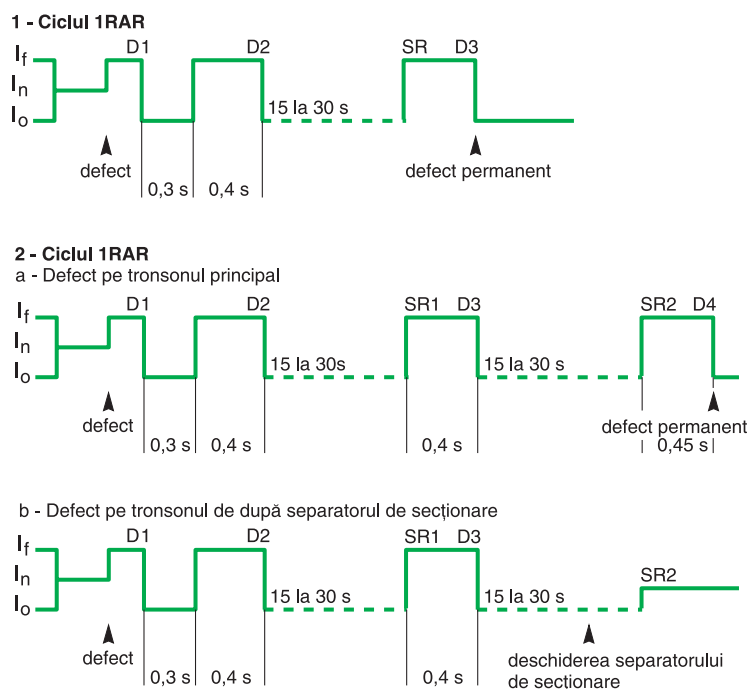 1 - Ciclul 1RAR
If
In
Io
D1
D2
SR
D3
15 la 30 s
defect
defect permanent
0,3 s
0,4 s
2 - Ciclul 1RAR
a - Defect pe tronsonul principal
If
In
Io
D1
D2
SR1
D3
SR2
D4
15 la 30s
15 la 30 s
defect
defect permanent
0,3 s
0,4 s
0,4 s
0,45 s
b - Defect pe tronsonul de după separatorul de secționare
If
In
Io
D1
D2
SR1
D3
SR2
15 la 30 s
15 la 30 s
defect
deschiderea separatorului
de secționare
0,3 s
0,4 s
0,4 s